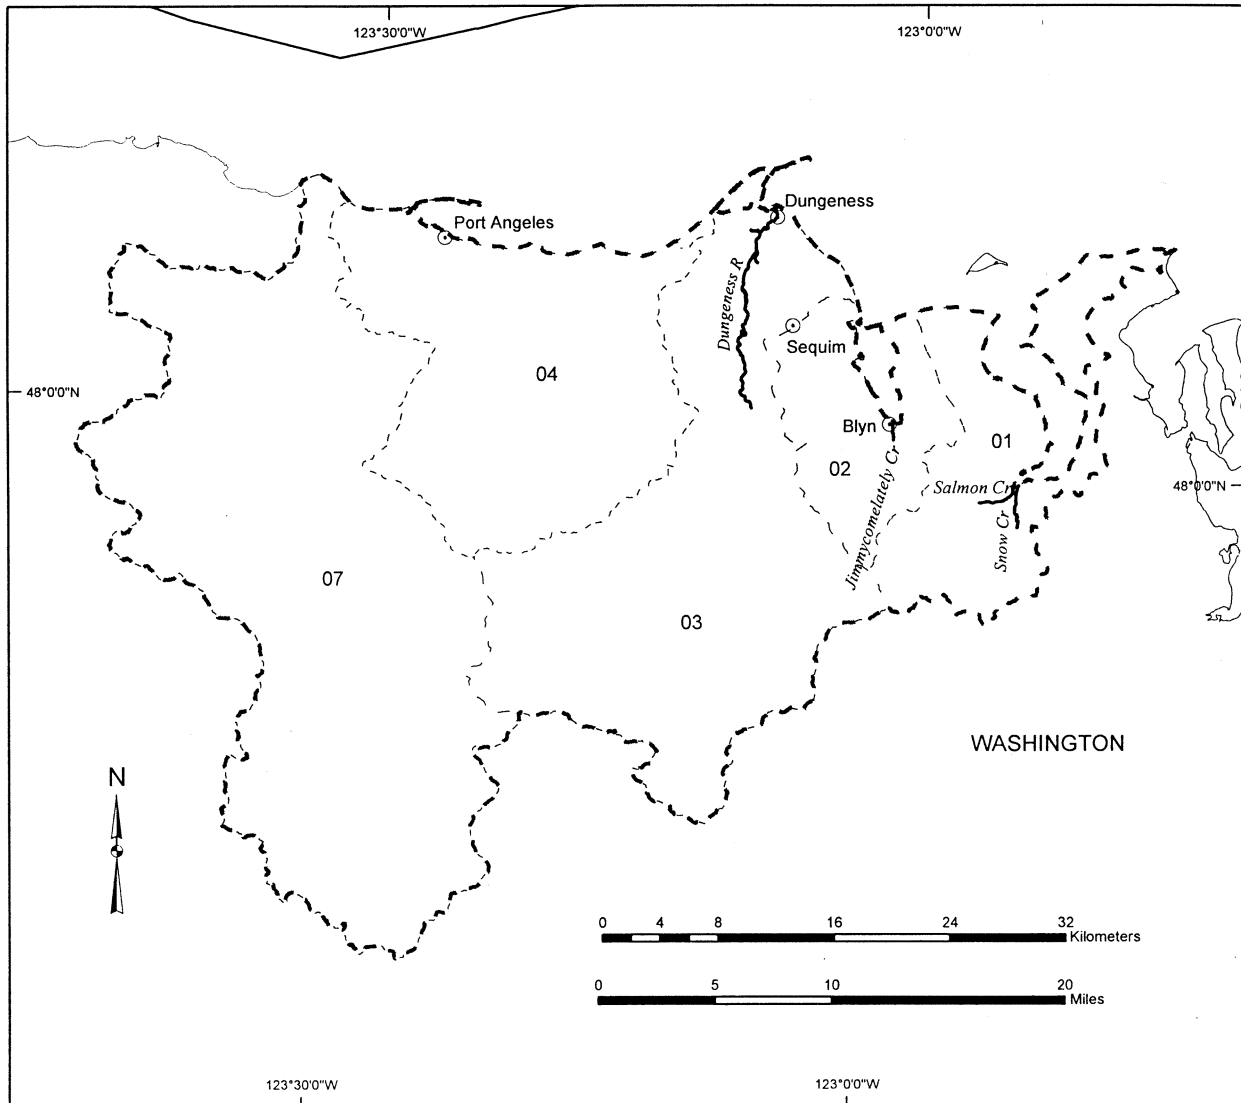 123°30'0"W
123°0'0"W
Dungeness
Port Angeles
Dungeness R
Sequim
04
48°0'0"N
Blyn
01
02
Jimmycomelately Cr
Salmon Cr
48°0'0"N
Snow Cr
07
03
WASHINGTON
N
0 4 8 16 24 32
Kilometers
0 5 10 20
Miles
123°30'0"W
123°0'0"W